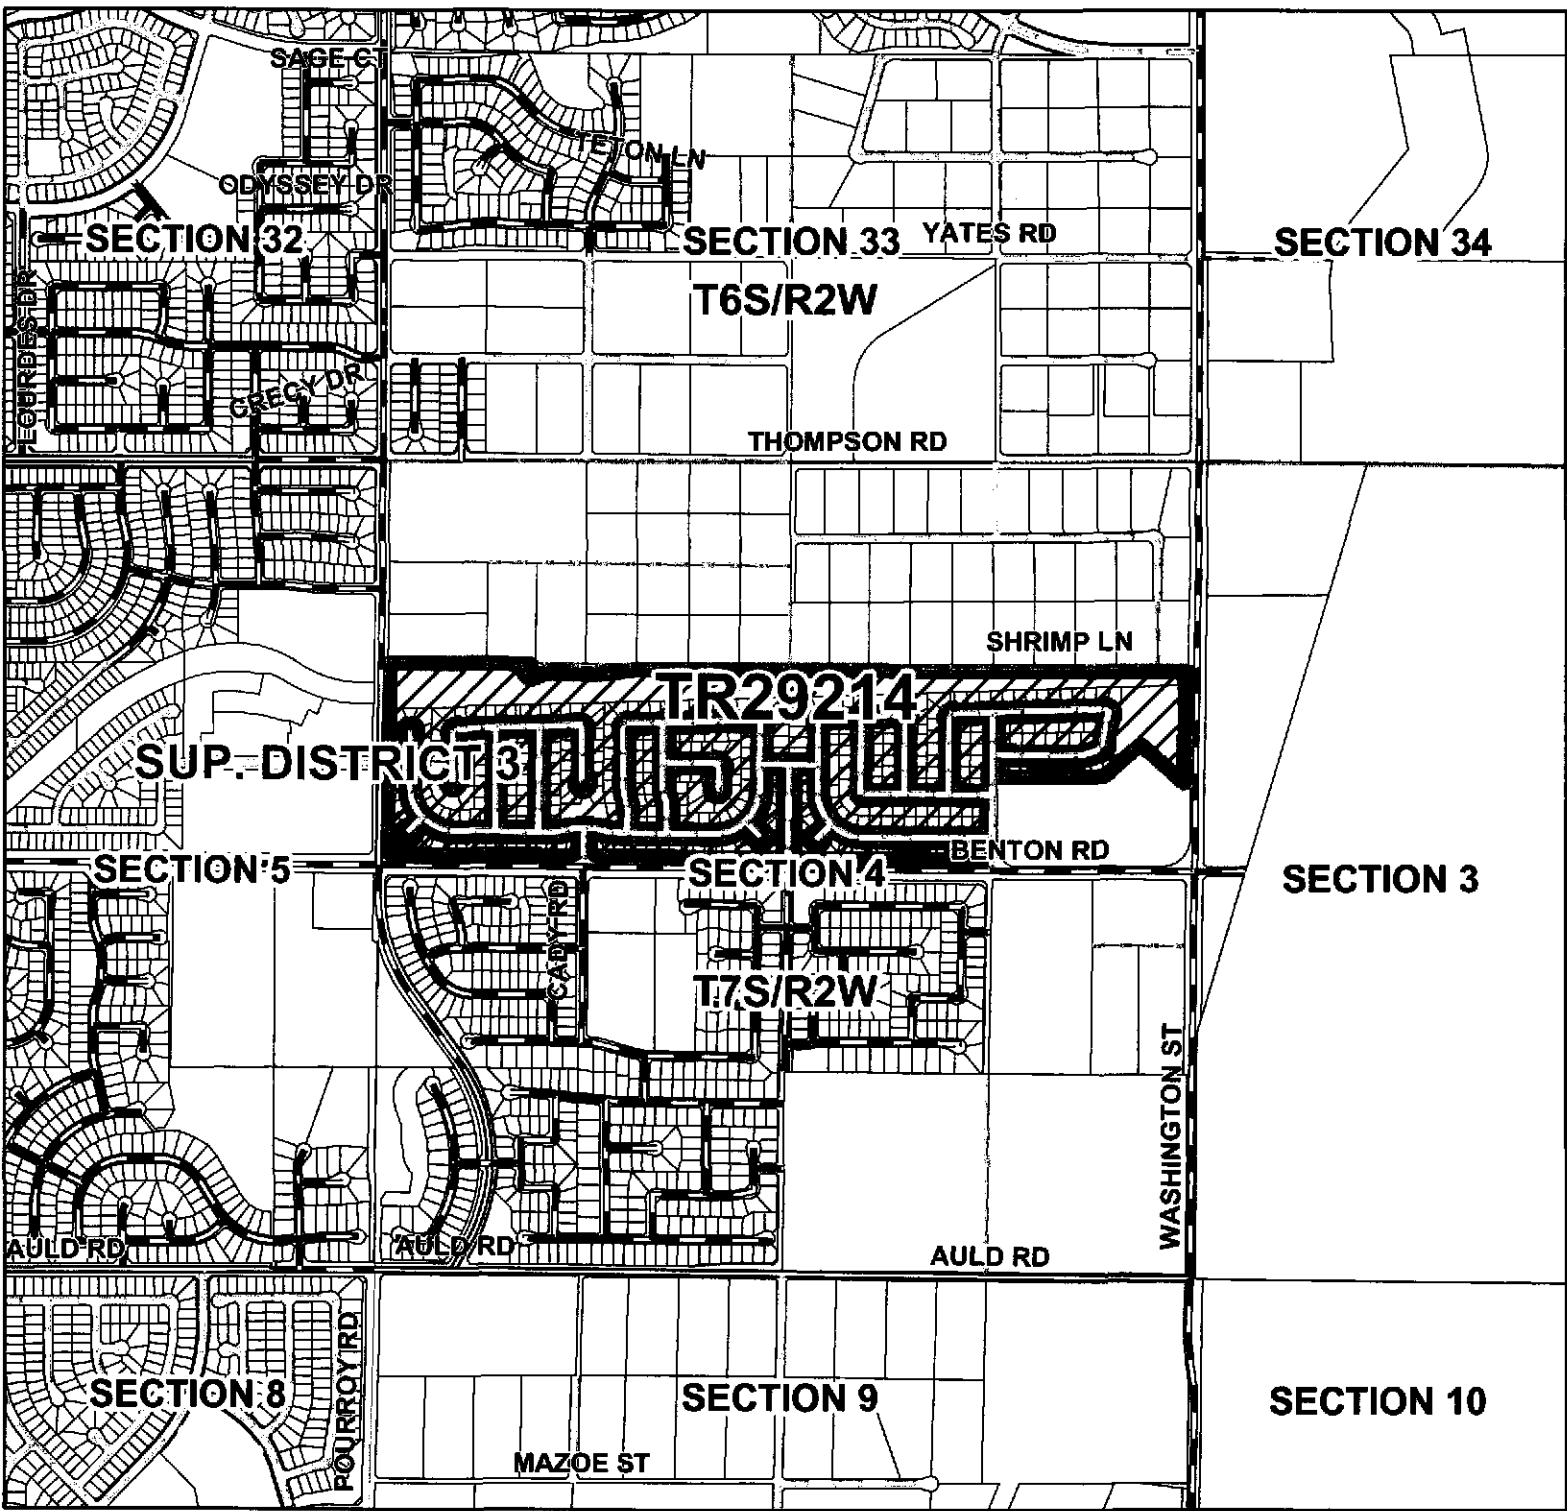 SAGE CT
TETON LN
ODYSSEY DR
SECTION 32
SECTION 33
YATES RD
SECTION 34
LOURDES DR
T6S/R2W
CRECY DR
THOMPSON RD
SHRIMP LN
TR29214
SUP. DISTRICT 3
BENTON RD
SECTION 5
SECTION 4
SECTION 3
CADY RD
T7S/R2W
WASHINGTON ST
AULD RD
AULD RD
AULD RD
POURROY RD
SECTION 8
SECTION 9
SECTION 10
MAZOE ST